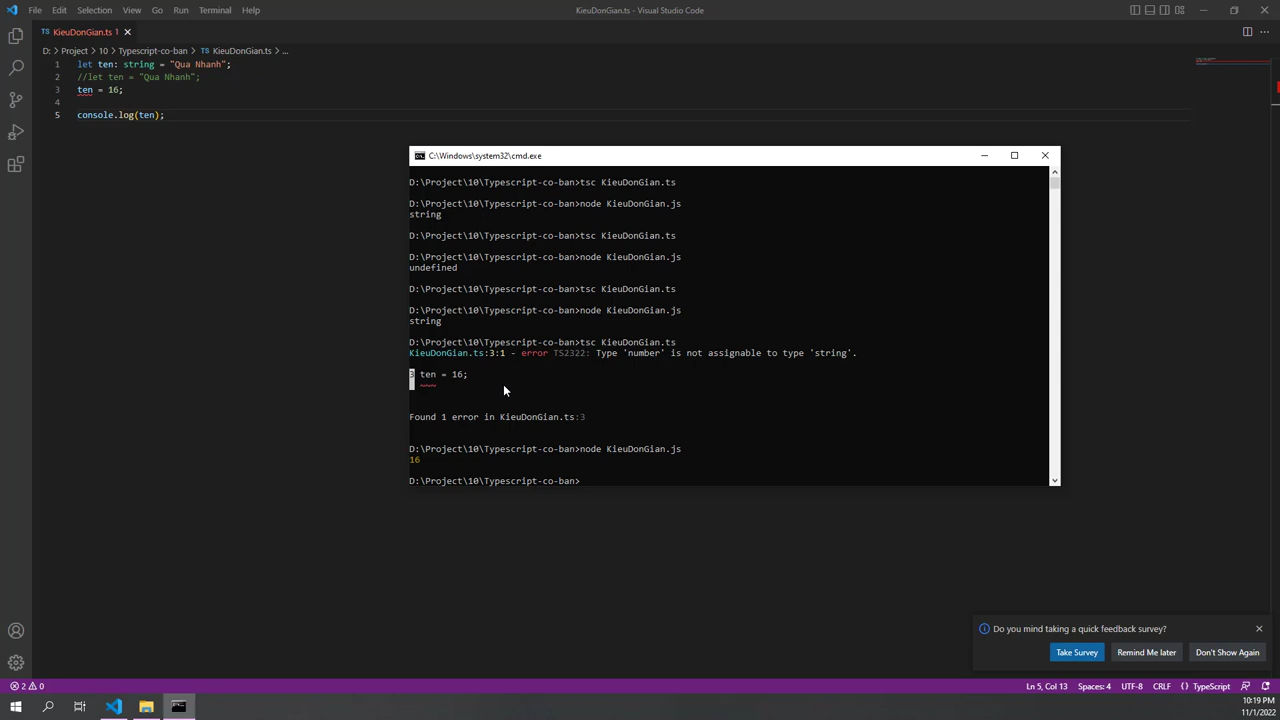 File Edit Selection View Go Run Terminal Help KieuDonGian.ts - Visual Studio Code
TS KieuDonGian.ts 1
D: > Project > 10 > Typescript-co-ban > TS KieuDonGian.ts > ...
1 let ten: string = "Qua Nhanh";
2 //let ten = "Qua Nhanh";
3 ten = 16;
4
5 console.log(ten);
C:\Windows\system32\cmd.exe
D:\Project\10\Typescript-co-ban>tsc KieuDonGian.ts
D:\Project\10\Typescript-co-ban>node KieuDonGian.js
string
D:\Project\10\Typescript-co-ban>tsc KieuDonGian.ts
D:\Project\10\Typescript-co-ban>node KieuDonGian.js
undefined
D:\Project\10\Typescript-co-ban>tsc KieuDonGian.ts
D:\Project\10\Typescript-co-ban>node KieuDonGian.js
string
D:\Project\10\Typescript-co-ban>tsc KieuDonGian.ts
KieuDonGian.ts:3:1 - error TS2322: Type 'number' is not assignable to type 'string'.
3 ten = 16;
~~~
Found 1 error in KieuDonGian.ts:3
D:\Project\10\Typescript-co-ban>node KieuDonGian.js
16
D:\Project\10\Typescript-co-ban>
Do you mind taking a quick feedback survey?
Take Survey Remind Me later Don't Show Again
2 0 Ln 5, Col 13 Spaces: 4 UTF-8 CRLF {} TypeScript
10:19 PM
11/1/2022